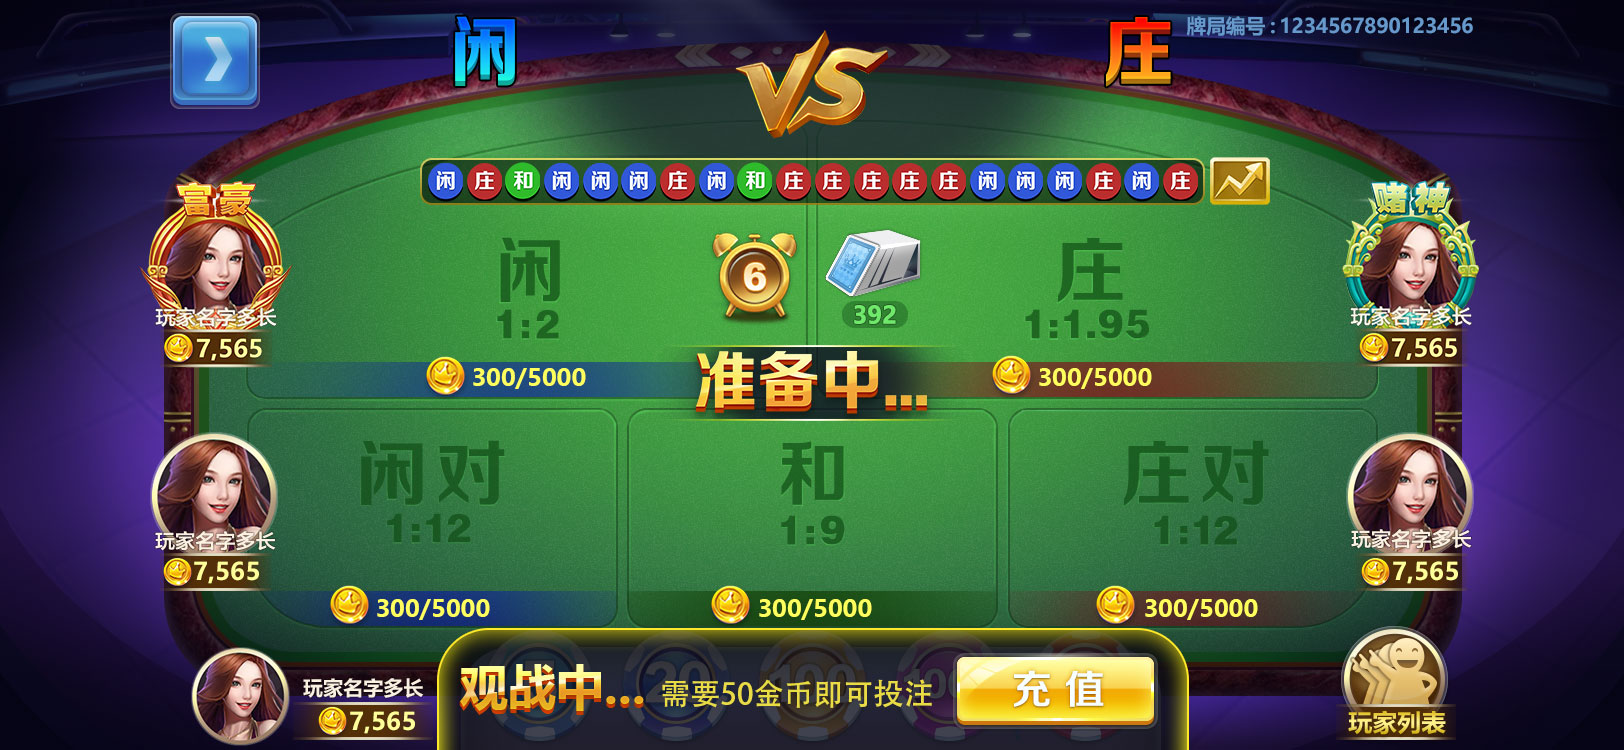 闲
VS
庄
牌局编号:1234567890123456
闲 庄 和 闲 闲 闲 庄 闲 和 庄 庄 庄 庄 庄 闲 闲 闲 庄 闲 庄
富豪
玩家名字多长
7,565
赌神
玩家名字多长
7,565
闲
1:2
6
392
庄
1:1.95
300/5000
准备中...
300/5000
玩家名字多长
7,565
闲对
1:12
和
1:9
庄对
1:12
玩家名字多长
7,565
300/5000
300/5000
300/5000
玩家名字多长
7,565
观战中...
需要50金币即可投注
充值
玩家列表
20
100